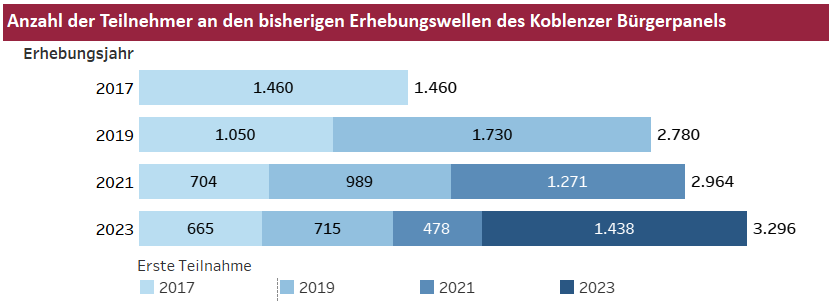 Anzahl der Teilnehmer an den bisherigen Erhebungswellen des Koblenzer Bürgerpanels
Erhebungsjahr
2017 1.460 1.460
2019 1.050 1.730 2.780
2021 704 989 1.271 2.964
2023 665 715 478 1.438 3.296
Erste Teilnahme
2017 2019 2021 2023